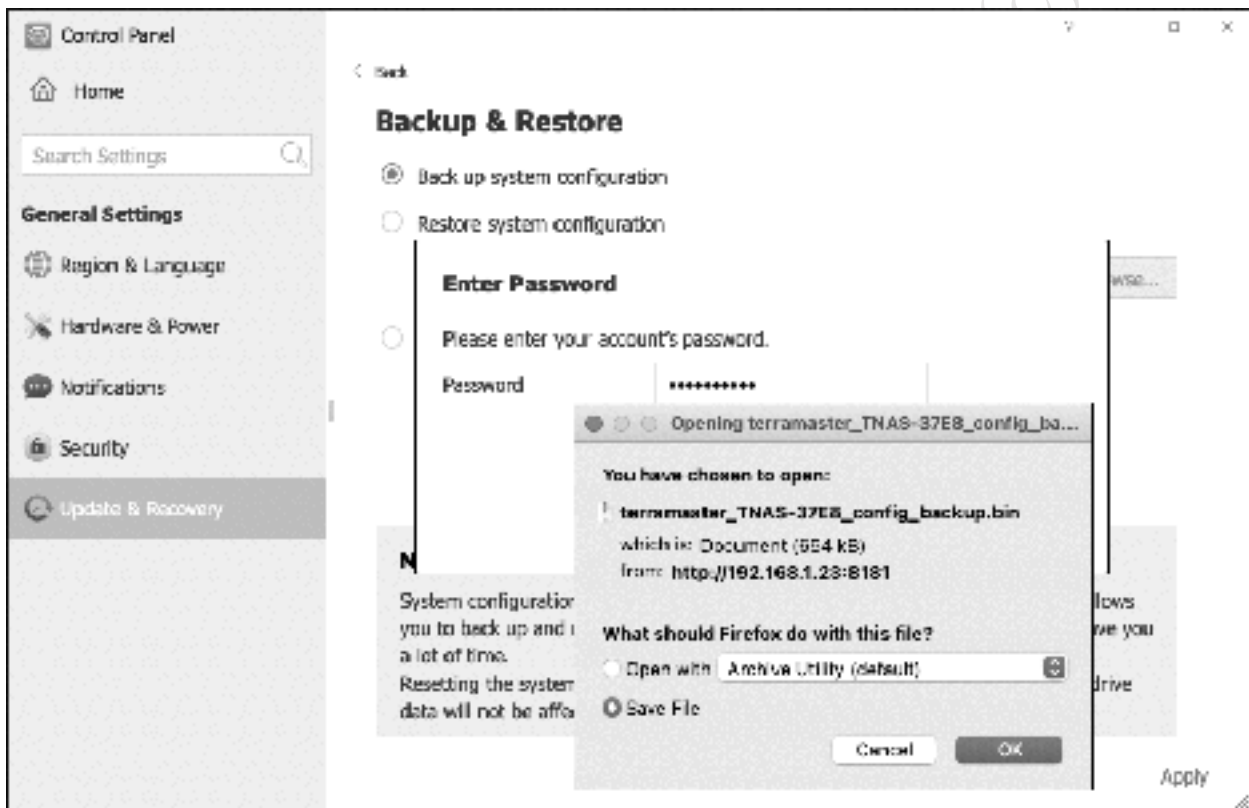 Control Panel
Home
Search Settings
General Settings
Region & Language
Hardware & Power
Notifications
Security
Update & Recovery
?
Back
Backup & Restore
Back up system configuration
Restore system configuration
wse...
Enter Password
Please enter your account's password.
Password ••••••••••
Opening terramaster_TNAS-37E8_config_ba...
You have chosen to open:
terramaster_TNAS-37E8_config_backup.bin
which is: Document (654 kB)
from: http://192.168.1.23:8181
What should Firefox do with this file?
Open with Archive Utility (default)
Save File
Cancel OK
N
System configuration lows
you to back up and ve you
a lot of time.
Resetting the system drive
data will not be affe
Apply